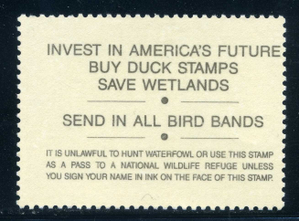 INVEST IN AMERICA'S FUTURE
BUY DUCK STAMPS
SAVE WETLANDS
SEND IN ALL BIRD BANDS
IT IS UNLAWFUL TO HUNT WATERFOWL OR USE THIS STAMP
AS A PASS TO A NATIONAL WILDLIFE REFUGE UNLESS
YOU SIGN YOUR NAME IN INK ON THE FACE OF THIS STAMP.